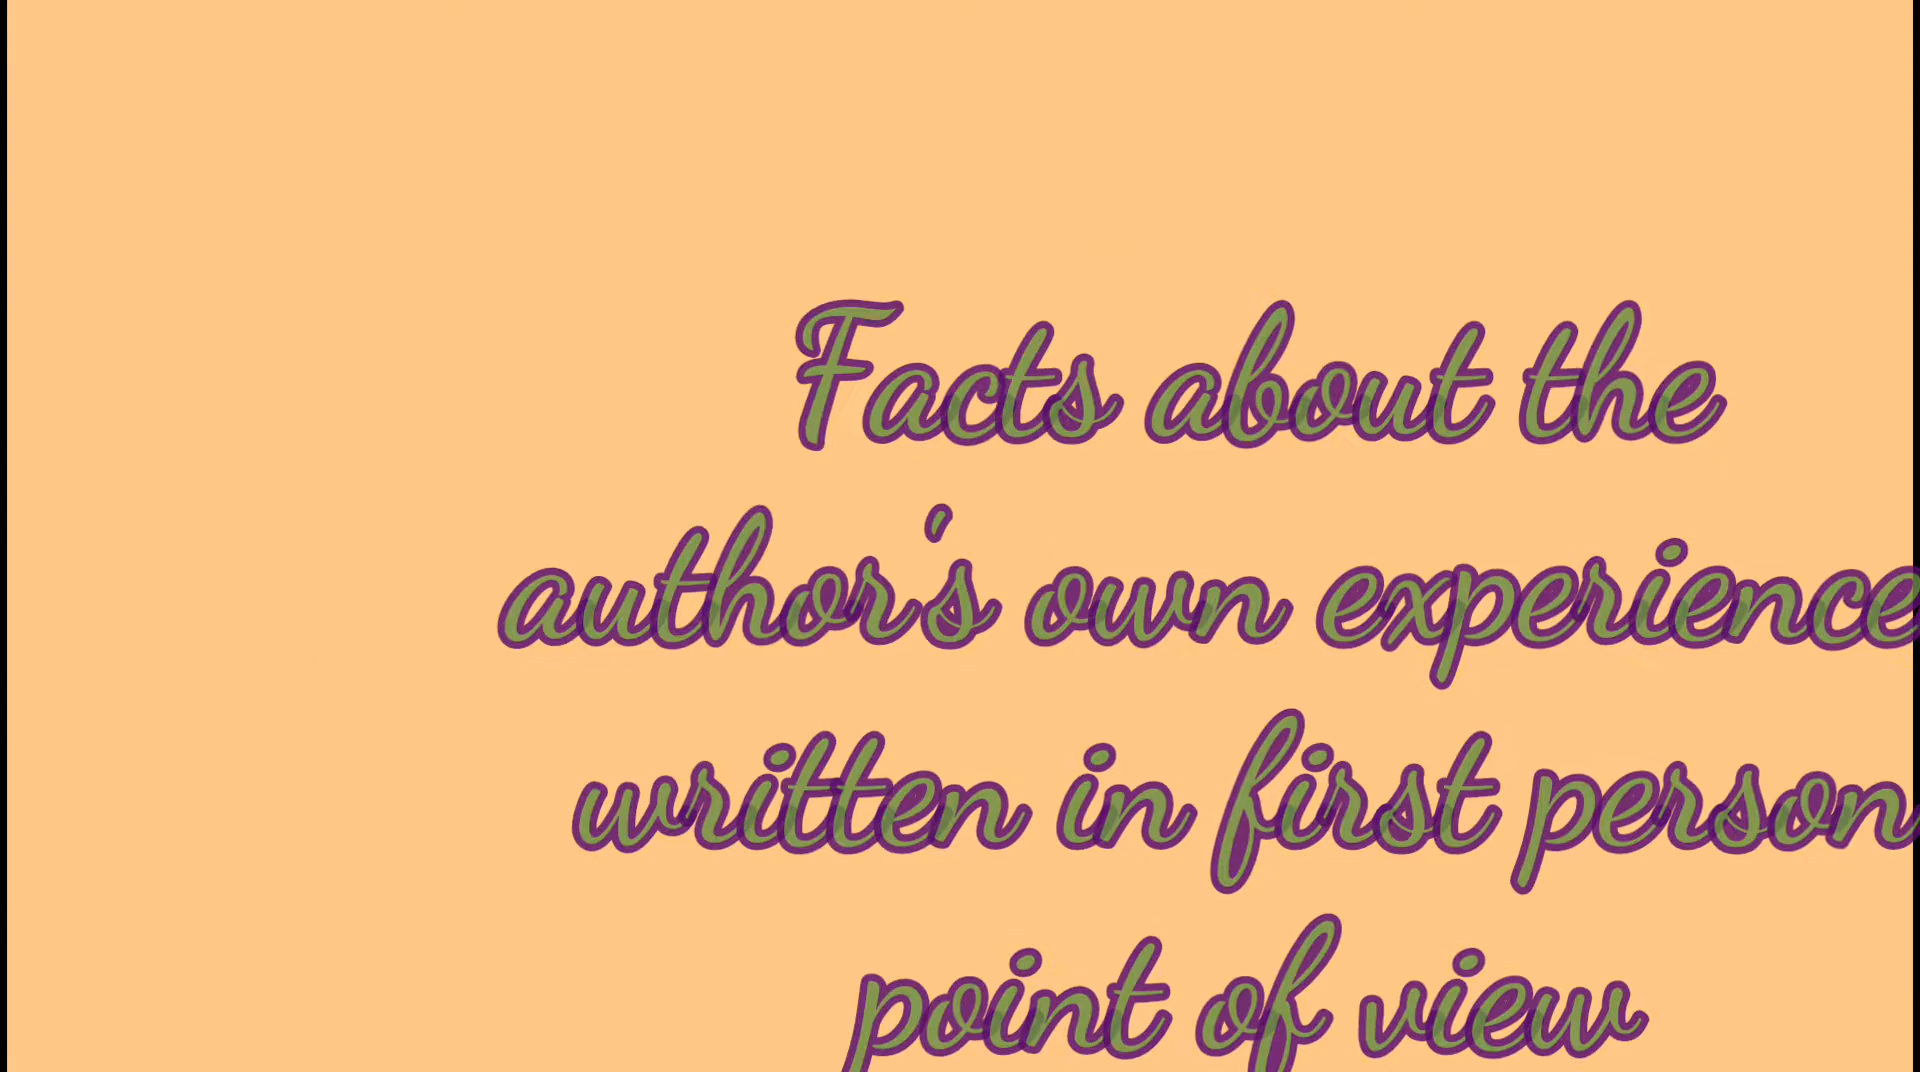 Facts about the
author's own experience
written in first person
point of view